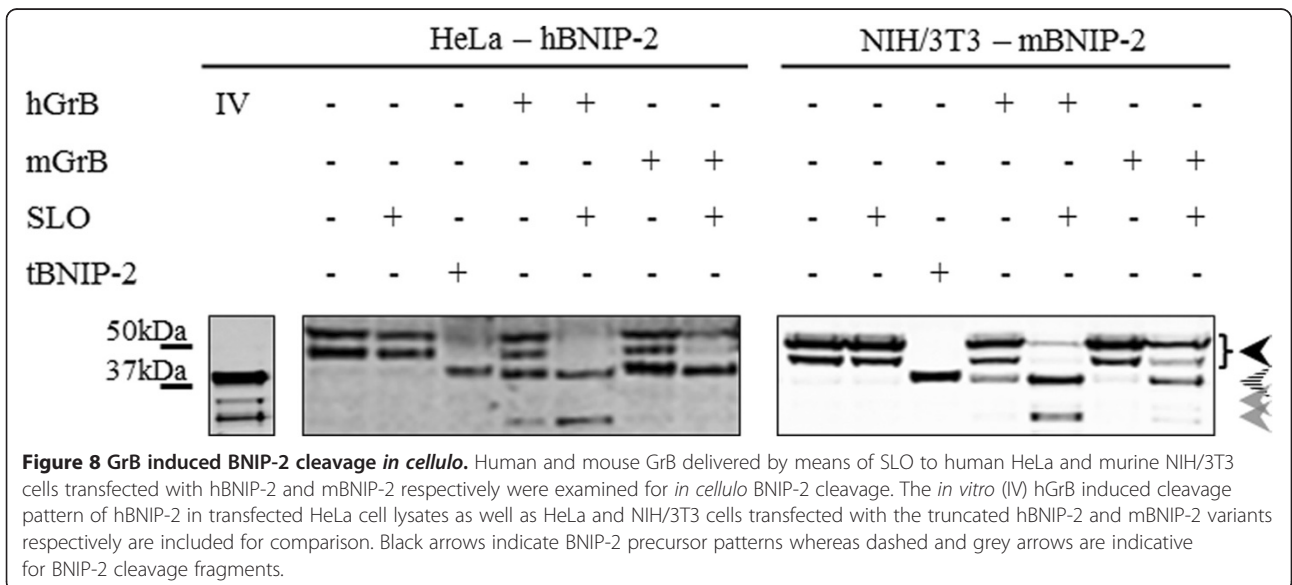 HeLa – hBNIP-2 NIH/3T3 – mBNIP-2
hGrB IV - - - + + - - - - - + + - -
mGrB - - - - - + + - - - - - + +
SLO - + - - + - + - + - - + - +
tBNIP-2 - - + - - - - - - + - - - -
50kDa
37kDa
Figure 8 GrB induced BNIP-2 cleavage in cellulo. Human and mouse GrB delivered by means of SLO to human HeLa and murine NIH/3T3
cells transfected with hBNIP-2 and mBNIP-2 respectively were examined for in cellulo BNIP-2 cleavage. The in vitro (IV) hGrB induced cleavage
pattern of hBNIP-2 in transfected HeLa cell lysates as well as HeLa and NIH/3T3 cells transfected with the truncated hBNIP-2 and mBNIP-2 variants
respectively are included for comparison. Black arrows indicate BNIP-2 precursor patterns whereas dashed and grey arrows are indicative
for BNIP-2 cleavage fragments.